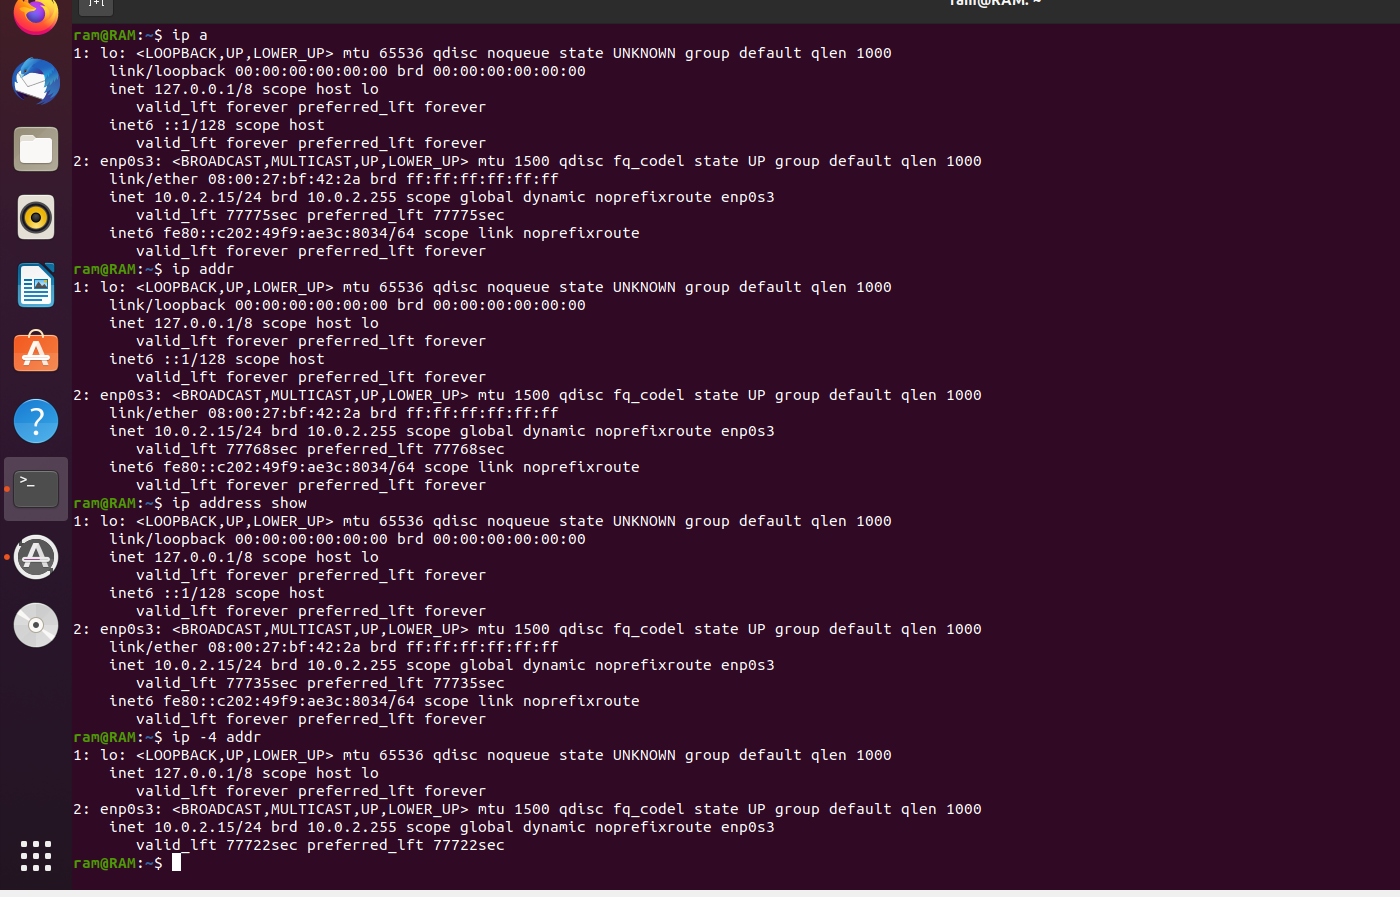 ram@RAM: ~
ram@RAM:~$ ip a
1: lo: <LOOPBACK,UP,LOWER_UP> mtu 65536 qdisc noqueue state UNKNOWN group default qlen 1000
    link/loopback 00:00:00:00:00:00 brd 00:00:00:00:00:00
    inet 127.0.0.1/8 scope host lo
       valid_lft forever preferred_lft forever
    inet6 ::1/128 scope host
       valid_lft forever preferred_lft forever
2: enp0s3: <BROADCAST,MULTICAST,UP,LOWER_UP> mtu 1500 qdisc fq_codel state UP group default qlen 1000
    link/ether 08:00:27:bf:42:2a brd ff:ff:ff:ff:ff:ff
    inet 10.0.2.15/24 brd 10.0.2.255 scope global dynamic noprefixroute enp0s3
       valid_lft 77775sec preferred_lft 77775sec
    inet6 fe80::c202:49f9:ae3c:8034/64 scope link noprefixroute
       valid_lft forever preferred_lft forever
ram@RAM:~$ ip addr
1: lo: <LOOPBACK,UP,LOWER_UP> mtu 65536 qdisc noqueue state UNKNOWN group default qlen 1000
    link/loopback 00:00:00:00:00:00 brd 00:00:00:00:00:00
    inet 127.0.0.1/8 scope host lo
       valid_lft forever preferred_lft forever
    inet6 ::1/128 scope host
       valid_lft forever preferred_lft forever
2: enp0s3: <BROADCAST,MULTICAST,UP,LOWER_UP> mtu 1500 qdisc fq_codel state UP group default qlen 1000
    link/ether 08:00:27:bf:42:2a brd ff:ff:ff:ff:ff:ff
    inet 10.0.2.15/24 brd 10.0.2.255 scope global dynamic noprefixroute enp0s3
       valid_lft 77768sec preferred_lft 77768sec
    inet6 fe80::c202:49f9:ae3c:8034/64 scope link noprefixroute
       valid_lft forever preferred_lft forever
ram@RAM:~$ ip address show
1: lo: <LOOPBACK,UP,LOWER_UP> mtu 65536 qdisc noqueue state UNKNOWN group default qlen 1000
    link/loopback 00:00:00:00:00:00 brd 00:00:00:00:00:00
    inet 127.0.0.1/8 scope host lo
       valid_lft forever preferred_lft forever
    inet6 ::1/128 scope host
       valid_lft forever preferred_lft forever
2: enp0s3: <BROADCAST,MULTICAST,UP,LOWER_UP> mtu 1500 qdisc fq_codel state UP group default qlen 1000
    link/ether 08:00:27:bf:42:2a brd ff:ff:ff:ff:ff:ff
    inet 10.0.2.15/24 brd 10.0.2.255 scope global dynamic noprefixroute enp0s3
       valid_lft 77735sec preferred_lft 77735sec
    inet6 fe80::c202:49f9:ae3c:8034/64 scope link noprefixroute
       valid_lft forever preferred_lft forever
ram@RAM:~$ ip -4 addr
1: lo: <LOOPBACK,UP,LOWER_UP> mtu 65536 qdisc noqueue state UNKNOWN group default qlen 1000
    inet 127.0.0.1/8 scope host lo
       valid_lft forever preferred_lft forever
2: enp0s3: <BROADCAST,MULTICAST,UP,LOWER_UP> mtu 1500 qdisc fq_codel state UP group default qlen 1000
    inet 10.0.2.15/24 brd 10.0.2.255 scope global dynamic noprefixroute enp0s3
       valid_lft 77722sec preferred_lft 77722sec
ram@RAM:~$